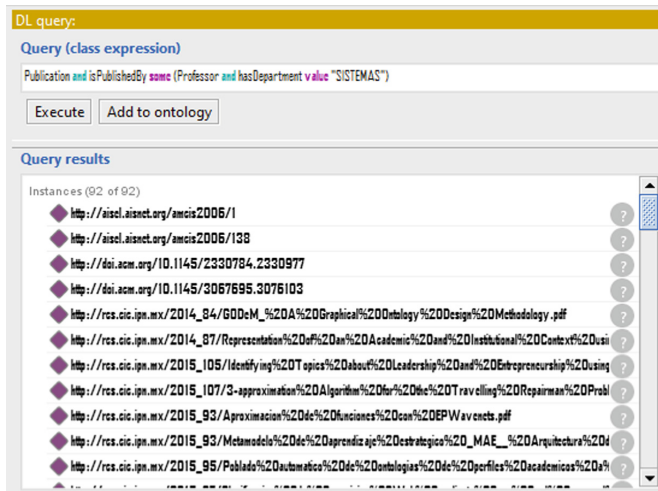 DL query:
Query (class expression)
Publication and isPublishedBy some (Professor and hasDepartment value "SISTEMAS")
Execute
Add to ontology
Query results
Instances (92 of 92)
http://aisel.aisnet.org/amcis2006/1
?
http://aisel.aisnet.org/amcis2006/138
?
http://doi.acm.org/10.1145/2330784.2330977
?
http://doi.acm.org/10.1145/3067695.3076103
?
http://rcs.cic.ipn.mx/2014_84/GODeM_%20A%20Graphical%20Ontology%20Design%20Methodology.pdf
?
http://rcs.cic.ipn.mx/2014_87/Representation%20of%20an%20Academic%20and%20Institutional%20Context%20usi
?
http://rcs.cic.ipn.mx/2015_105/Identifying%20Topics%20about%20Leadership%20and%20Entrepreneurship%20using
?
http://rcs.cic.ipn.mx/2015_107/3-approximation%20Algorithm%20for%20the%20Travelling%20Repairman%20Probl
?
http://rcs.cic.ipn.mx/2015_93/Aproximacion%20de%20funciones%20con%20EPWavenets.pdf
?
http://rcs.cic.ipn.mx/2015_93/Metamodelo%20de%20aprendizaje%20estrategico%20_MAE__%20Arquitectura%20d
?
http://rcs.cic.ipn.mx/2015_95/Poblado%20automatico%20de%20ontologias%20de%20perfiles%20academicos%20a%
?